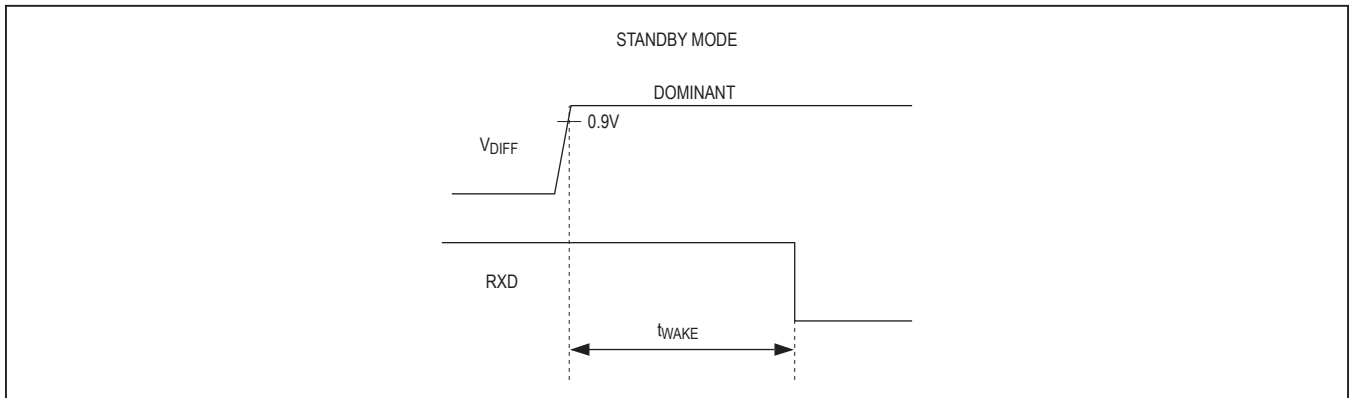 STANDBY MODE
DOMINANT
0.9V
VDIFF
RXD
tWAKE